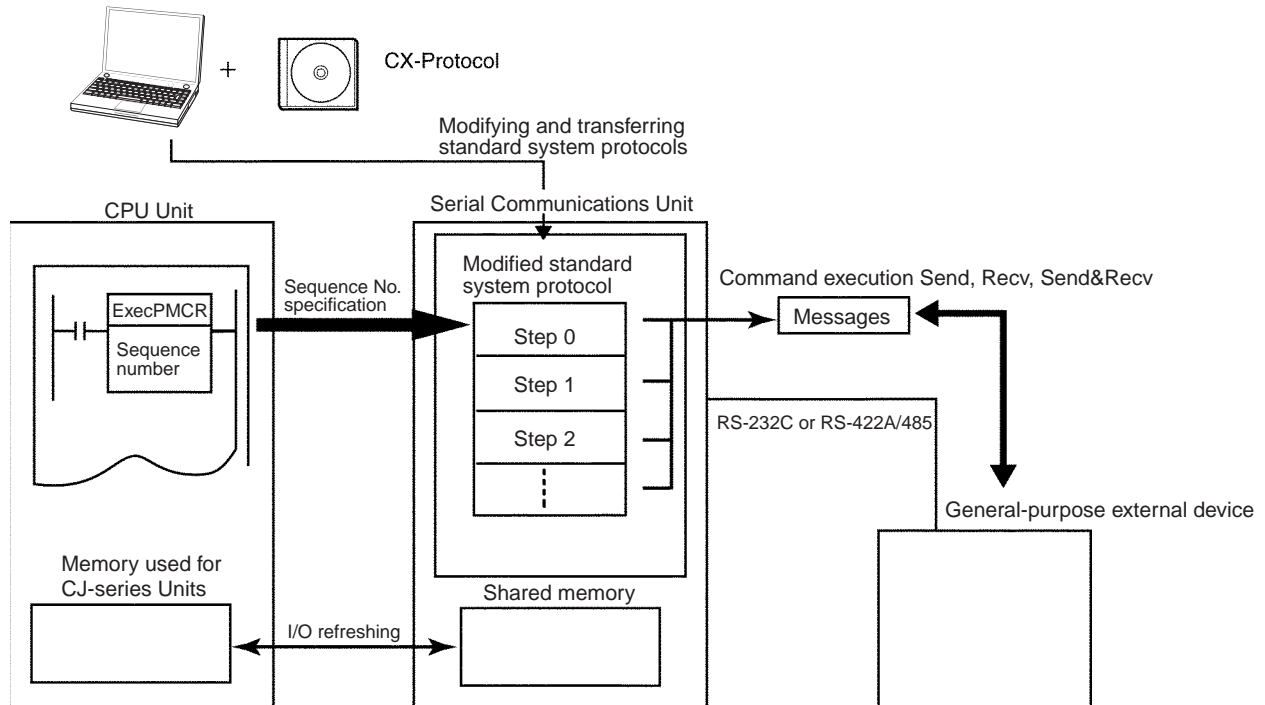 +
CX-Protocol
Modifying and transferring
standard system protocols
CPU Unit
Serial Communications Unit
ExecPMCR
Sequence
number
Sequence No.
specification
Modified standard
system protocol
Step 0
Step 1
Step 2
Command execution Send, Recv, Send&Recv
Messages
RS-232C or RS-422A/485
General-purpose external device
Memory used for
CJ-series Units
I/O refreshing
Shared memory